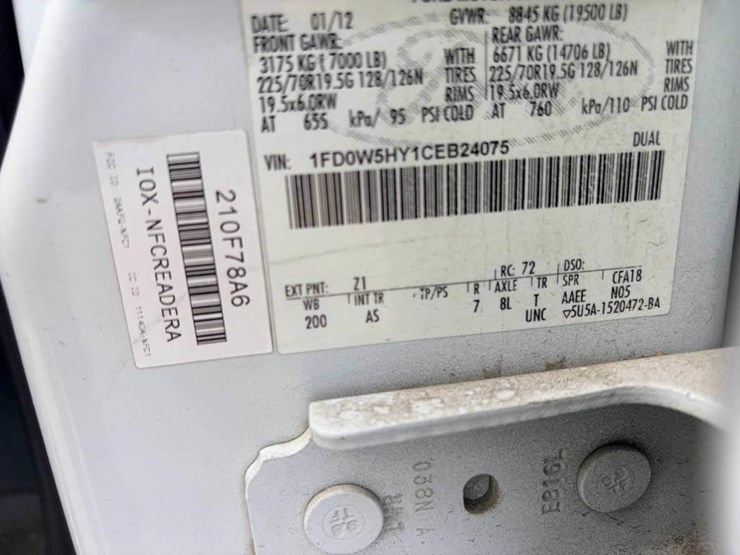 DATE: 01/12 GVWR: 8845 KG (19500 LB)
FRONT GAWR: REAR GAWR:
3175 KG ( 7000 LB) WITH 6671 KG (14706 LB) WITH
225/70R19.5G 128/126N TIRES 225/70R19.5G 128/126N TIRES
19.5x6.0RW RIMS 19.5x6.0RW RIMS
AT 655 kPa/ 95 PSI COLD AT 760 kPa/110 PSI COLD
VIN: 1FD0W5HY1CEB24075 DUAL
EXT PNT: Z1 RC: 72 DSO:
WB INT TR TP/PS R AXLE TR SPR CFA18
200 AS 7 8L T AAEE N05
UNC ▽5U5A-1520472-BA
210F78A6
IOX-NFCREADERA
038N A
E816L